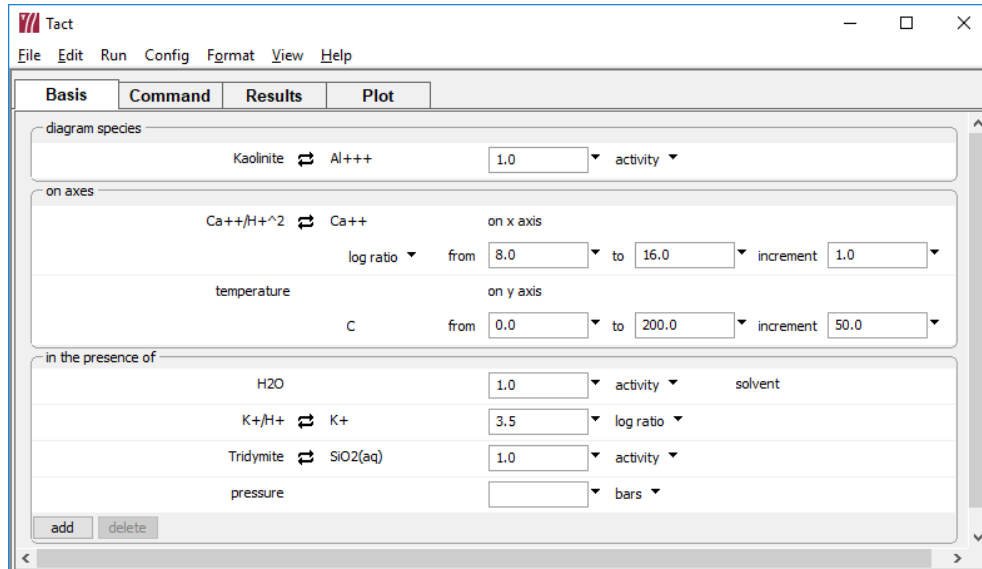 Tact
File Edit Run Config Format View Help
Basis Command Results Plot
diagram species
Kaolinite Al+++ 1.0 activity
on axes
Ca++/H+^2 Ca++ on x axis
log ratio from 8.0 to 16.0 increment 1.0
temperature on y axis
C from 0.0 to 200.0 increment 50.0
in the presence of
H2O 1.0 activity solvent
K+/H+ K+ 3.5 log ratio
Tridymite SiO2(aq) 1.0 activity
pressure bars
add delete